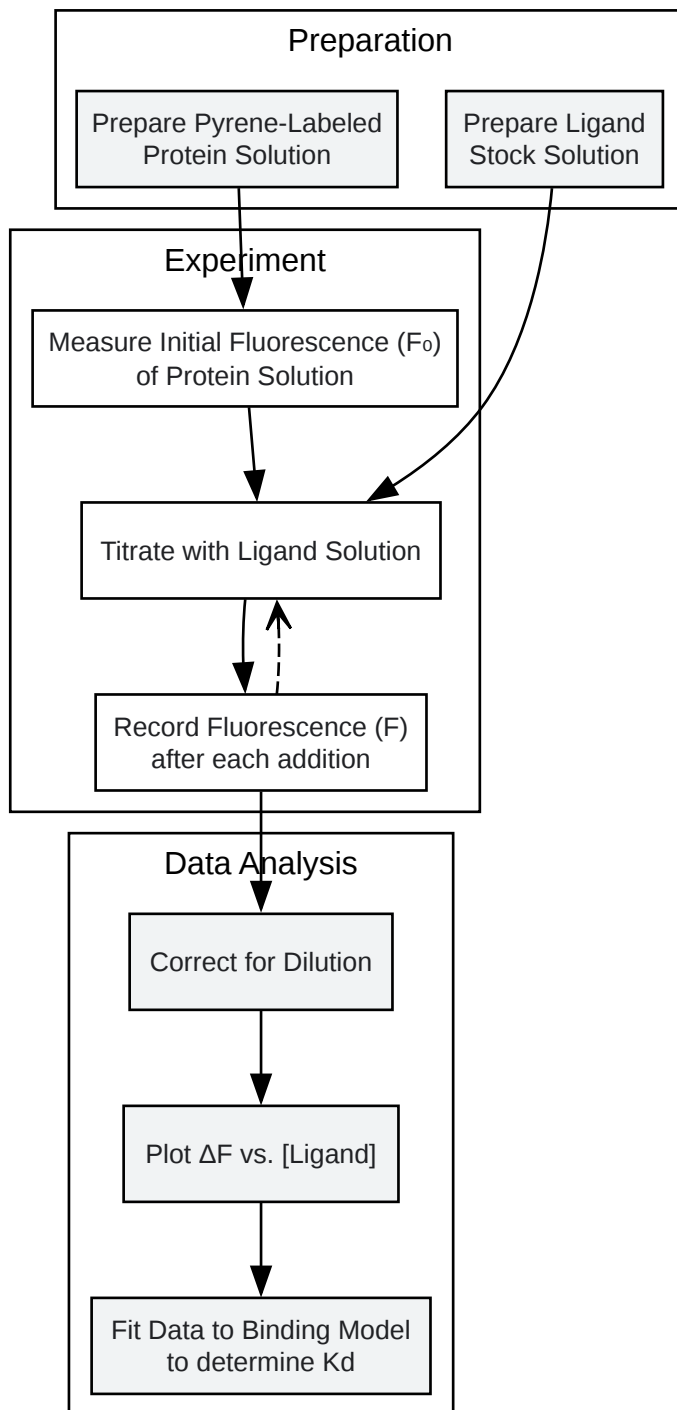 Preparation
Prepare Pyrene-Labeled
Protein Solution
Prepare Ligand
Stock Solution
Experiment
Measure Initial Fluorescence (F₀)
of Protein Solution
Titrate with Ligand Solution
Record Fluorescence (F)
after each addition
Data Analysis
Correct for Dilution
Plot ΔF vs. [Ligand]
Fit Data to Binding Model
to determine Kd